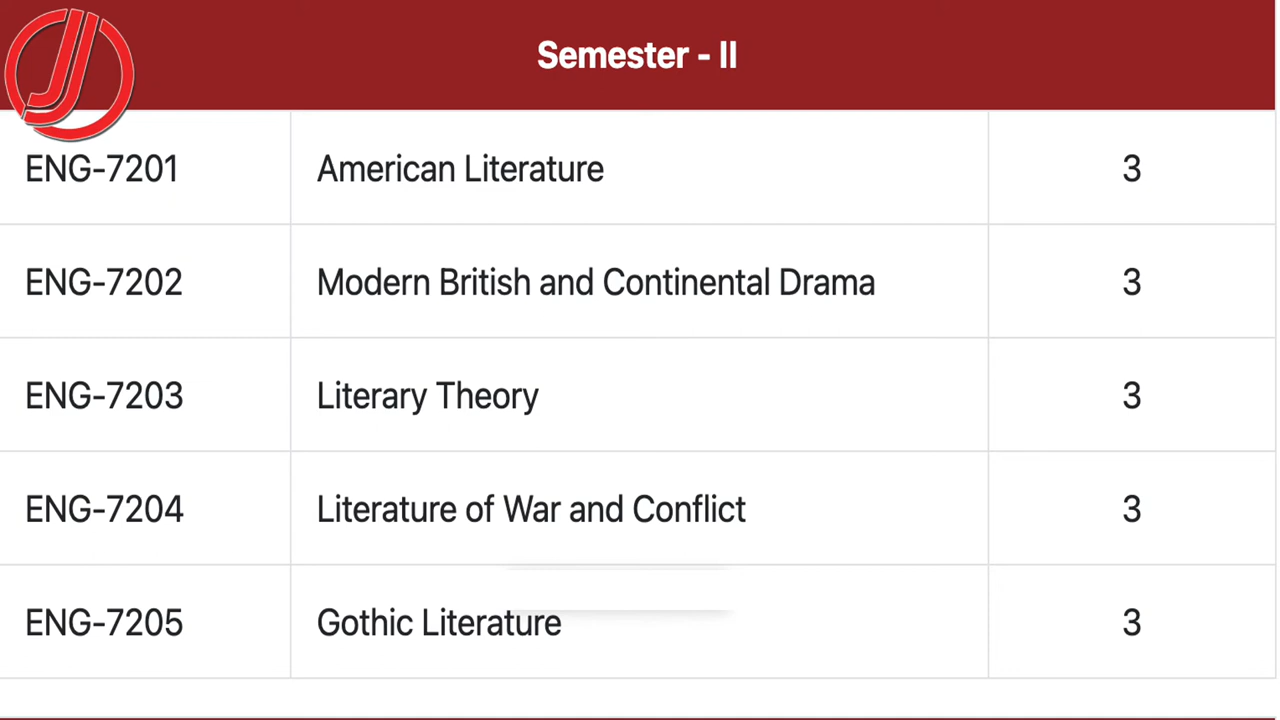 Semester - II
ENG-7201 American Literature 3
ENG-7202 Modern British and Continental Drama 3
ENG-7203 Literary Theory 3
ENG-7204 Literature of War and Conflict 3
ENG-7205 Gothic Literature 3